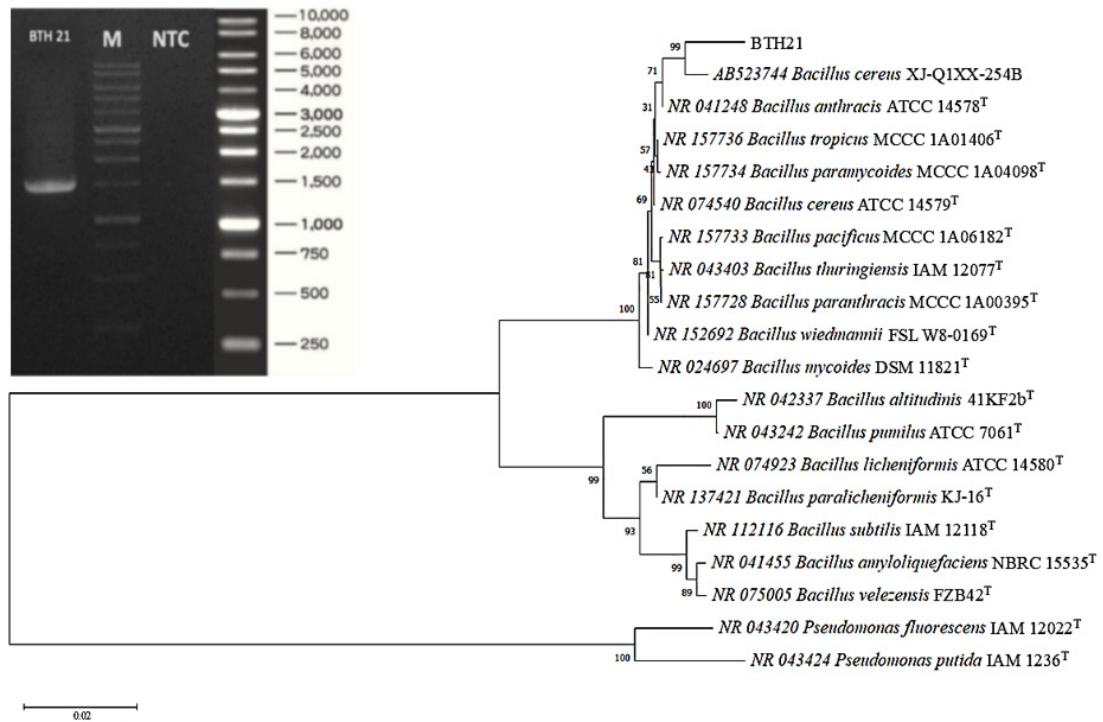 BTH 21 M NTC
10,000
8,000
6,000
5,000
4,000
3,000
2,500
2,000
1,500
1,000
750
500
250
99
BTH21
AB523744 Bacillus cereus XJ-Q1XX-254B
71
31
NR 041248 Bacillus anthracis ATCC 14578T
NR 157736 Bacillus tropicus MCCC 1A01406T
57
NR 157734 Bacillus paramycoides MCCC 1A04098T
69
NR 074540 Bacillus cereus ATCC 14579T
NR 157733 Bacillus pacificus MCCC 1A06182T
81
81
NR 043403 Bacillus thuringiensis IAM 12077T
55
NR 157728 Bacillus paranthracis MCCC 1A00395T
100
NR 152692 Bacillus wiedmannii FSL W8-0169T
NR 024697 Bacillus mycoides DSM 11821T
100
NR 042337 Bacillus altitudinis 41KF2bT
NR 043242 Bacillus pumilus ATCC 7061T
99
56
NR 074923 Bacillus licheniformis ATCC 14580T
NR 137421 Bacillus paralicheniformis KJ-16T
93
NR 112116 Bacillus subtilis IAM 12118T
99
NR 041455 Bacillus amyloliquefaciens NBRC 15535T
89
NR 075005 Bacillus velezensis FZB42T
NR 043420 Pseudomonas fluorescens IAM 12022T
100
NR 043424 Pseudomonas putida IAM 1236T
0.02